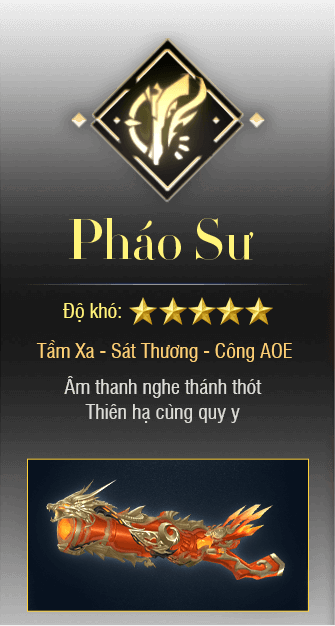 Pháo Sư
Độ khó:
Tầm Xa - Sát Thương - Công AOE
Âm thanh nghe thánh thót
Thiên hạ cùng quy y